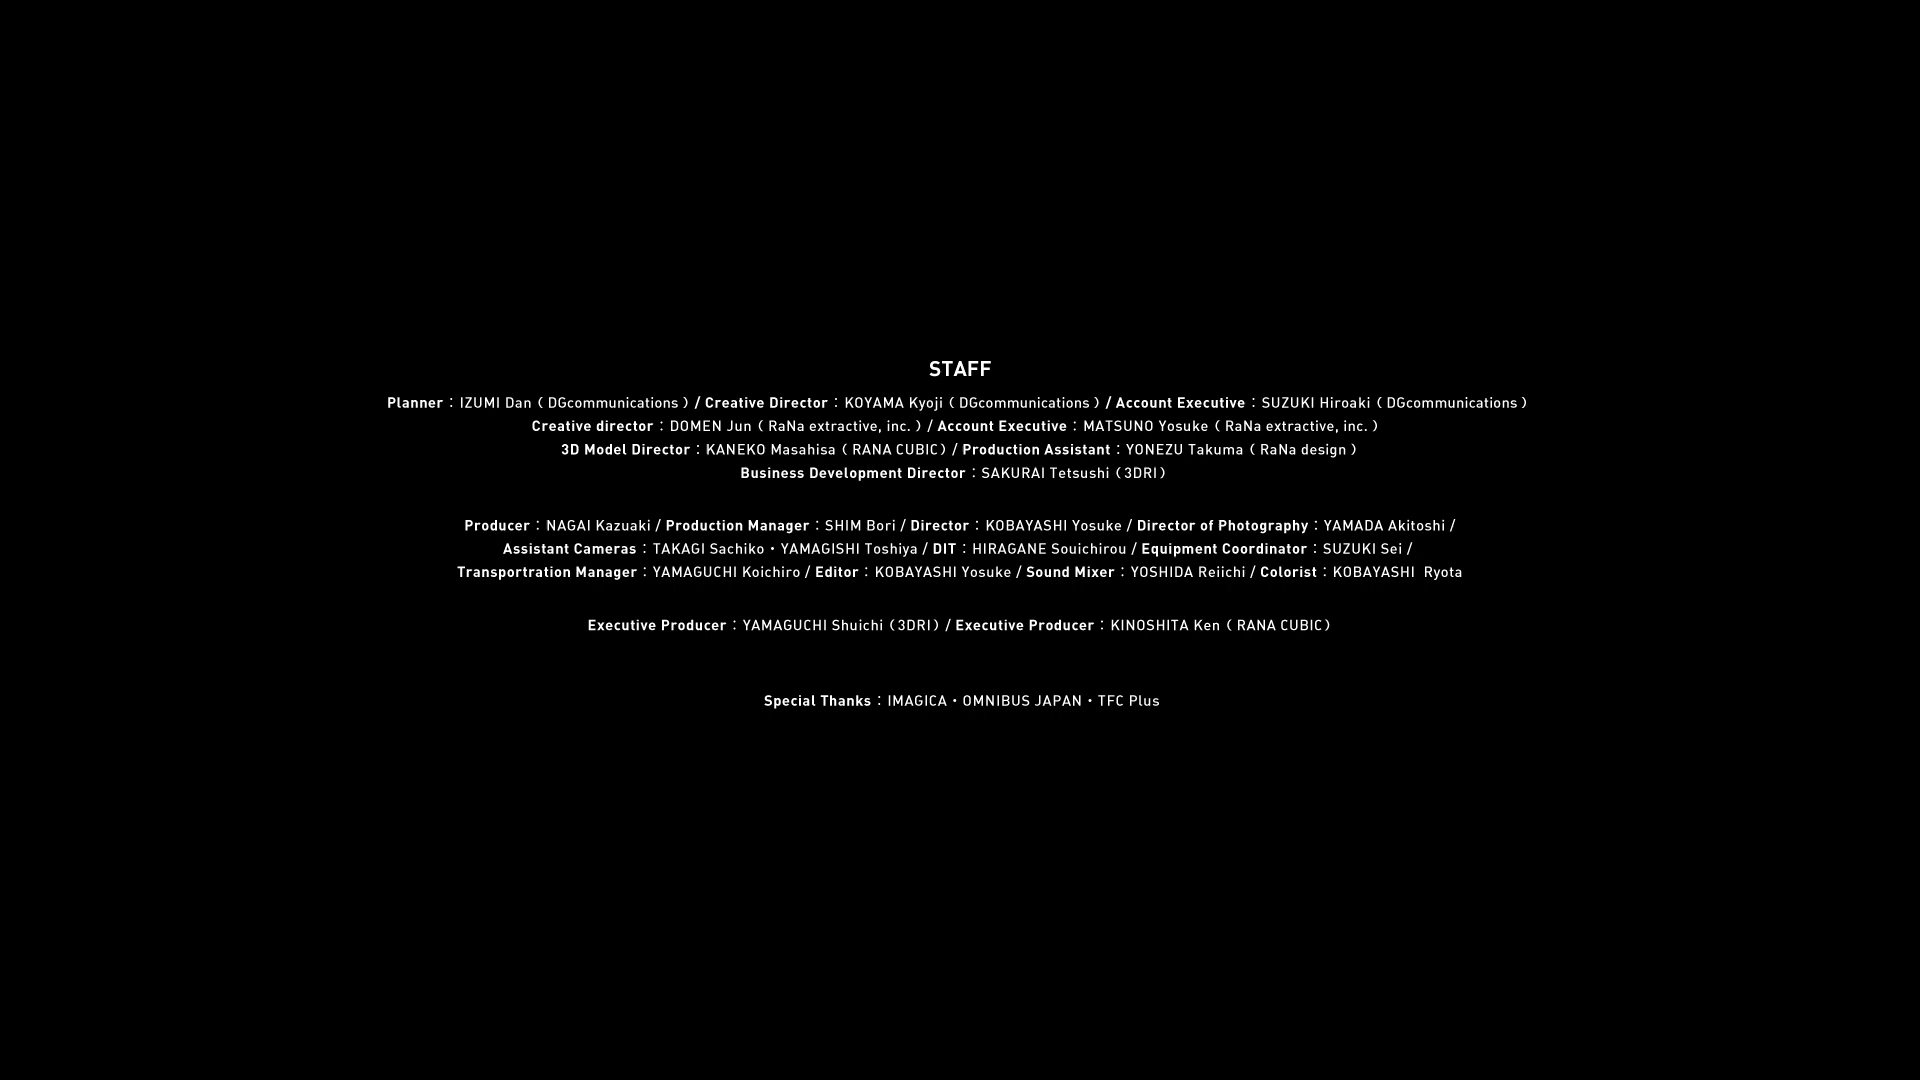 STAFF
Planner：IZUMI Dan（DGcommunications）/ Creative Director：KOYAMA Kyoji（DGcommunications）/ Account Executive：SUZUKI Hiroaki（DGcommunications）
Creative director：DOMEN Jun（RaNa extractive, inc.）/ Account Executive：MATSUNO Yosuke（RaNa extractive, inc.）
3D Model Director：KANEKO Masahisa（RANA CUBIC）/ Production Assistant：YONEZU Takuma（RaNa design）
Business Development Director：SAKURAI Tetsushi（3DRI）
Producer：NAGAI Kazuaki / Production Manager：SHIM Bori / Director：KOBAYASHI Yosuke / Director of Photography：YAMADA Akitoshi /
Assistant Cameras：TAKAGI Sachiko・YAMAGISHI Toshiya / DIT：HIRAGANE Souichirou / Equipment Coordinator：SUZUKI Sei /
Transportration Manager：YAMAGUCHI Koichiro / Editor：KOBAYASHI Yosuke / Sound Mixer：YOSHIDA Reiichi / Colorist：KOBAYASHI  Ryota
Executive Producer：YAMAGUCHI Shuichi（3DRI）/ Executive Producer：KINOSHITA Ken（RANA CUBIC）
Special Thanks：IMAGICA・OMNIBUS JAPAN・TFC Plus